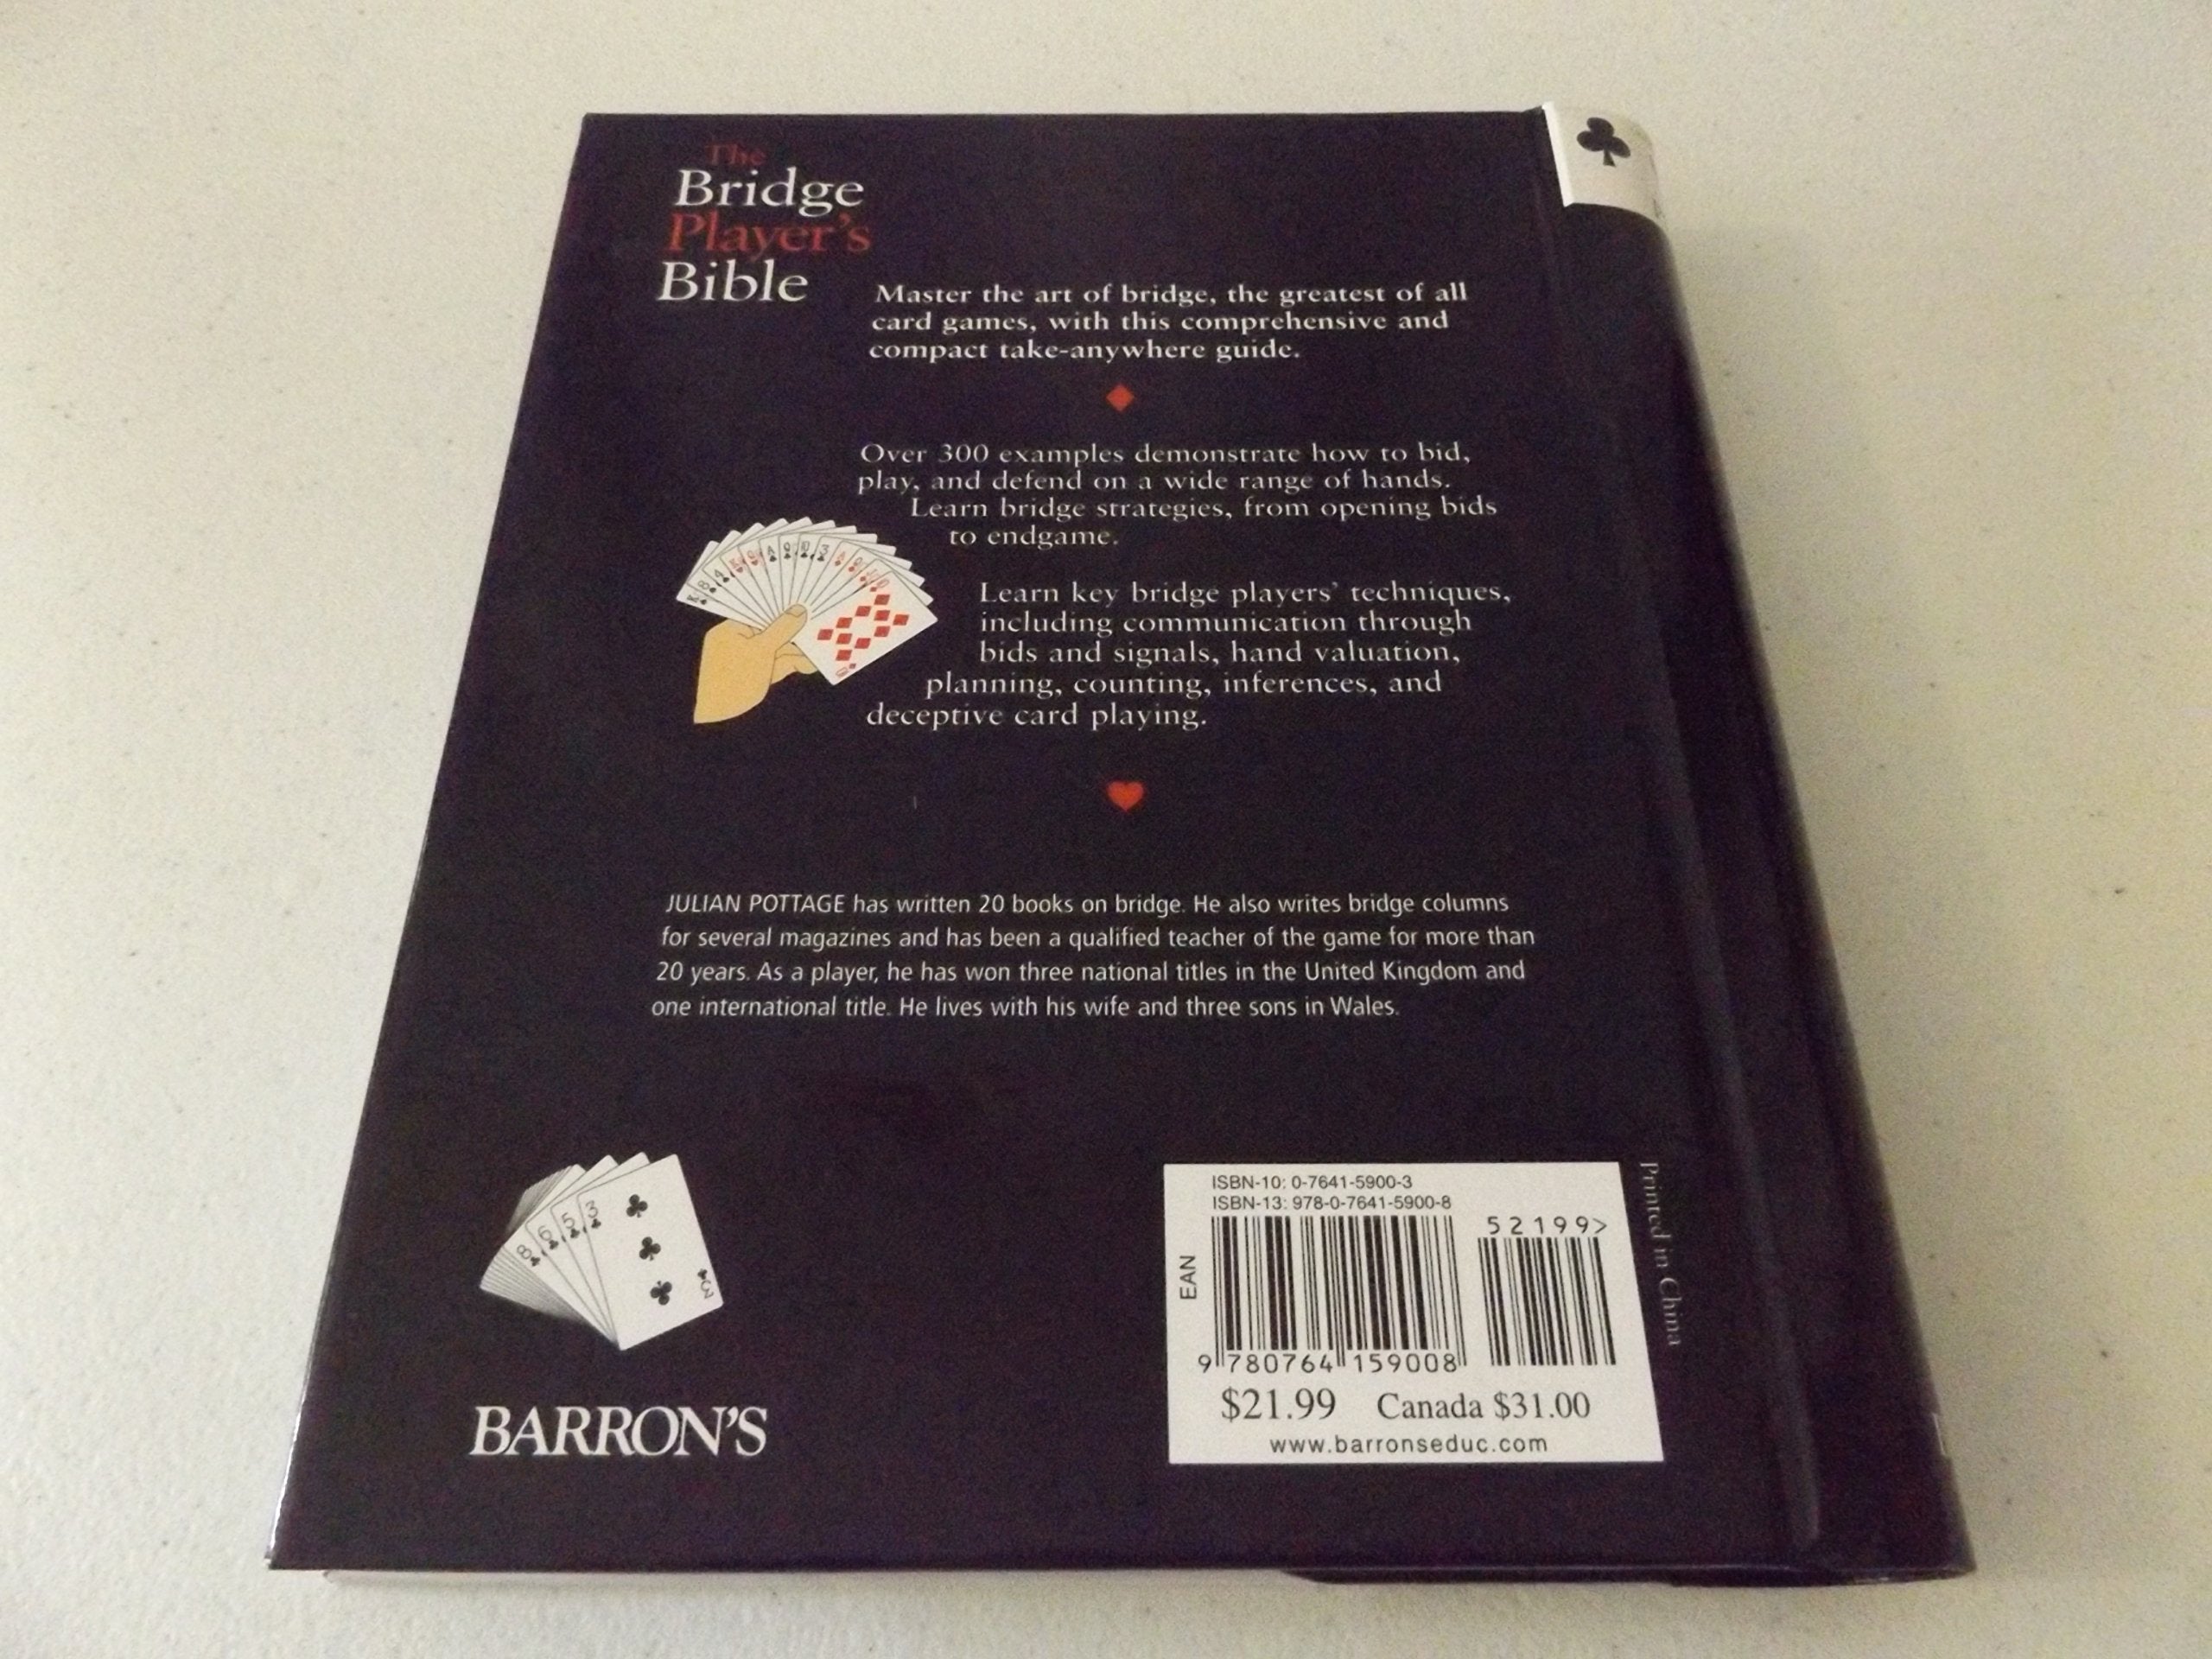 The
Bridge
Player's
Bible
Master the art of bridge, the greatest of all
card games, with this comprehensive and
compact take-anywhere guide.
Over 300 examples demonstrate how to bid,
play, and defend on a wide range of hands.
Learn bridge strategies, from opening bids
to endgame.
Learn key bridge players' techniques,
including communication through
bids and signals, hand valuation,
planning, counting, inferences, and
deceptive card playing.
JULIAN POTTAGE has written 20 books on bridge. He also writes bridge columns
for several magazines and has been a qualified teacher of the game for more than
20 years. As a player, he has won three national titles in the United Kingdom and
one international title. He lives with his wife and three sons in Wales.
8 6 5 3
3
BARRON'S
ISBN-10: 0-7641-5900-3
ISBN-13: 978-0-7641-5900-8
52199>
EAN
9 780764 159008
$21.99 Canada $31.00
www.barronseduc.com
Printed in China